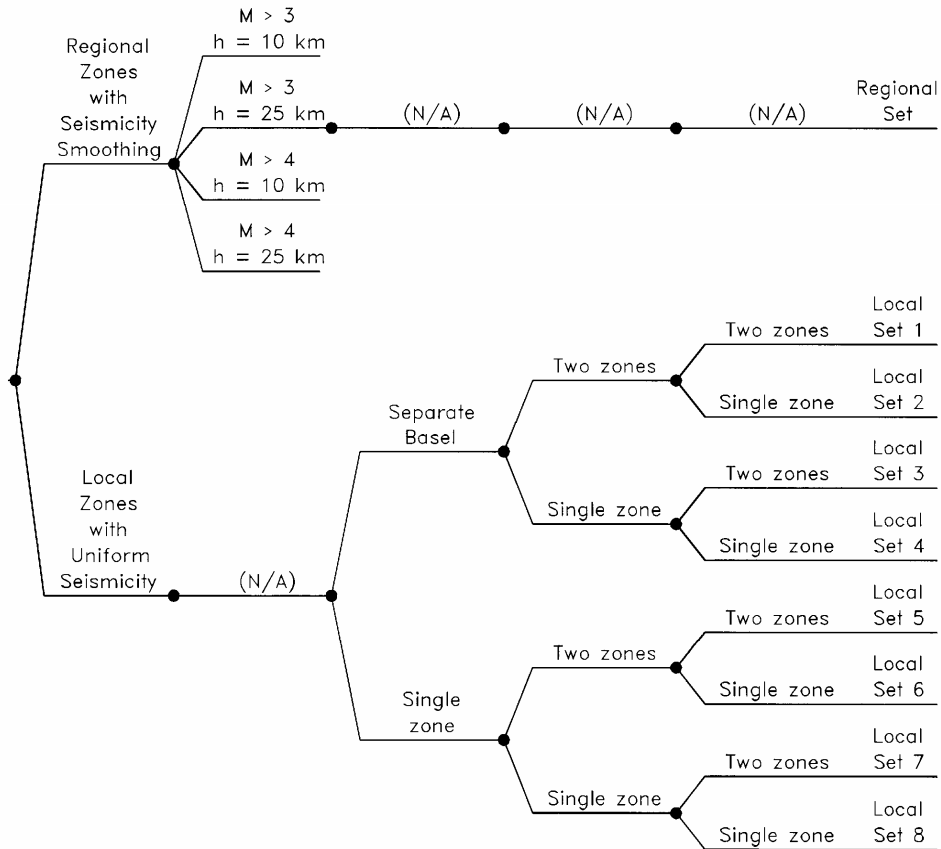 M > 3
h = 10 km
Regional
Zones
with
Seismicity
Smoothing
M > 3
h = 25 km
(N/A)
(N/A)
(N/A)
Regional
Set
M > 4
h = 10 km
M > 4
h = 25 km
Local
Zones
with
Uniform
Seismicity
(N/A)
Separate
Basel
Two zones
Two zones
Local
Set 1
Single zone
Local
Set 2
Single zone
Two zones
Local
Set 3
Single zone
Local
Set 4
Single
zone
Two zones
Two zones
Local
Set 5
Single zone
Local
Set 6
Single zone
Two zones
Local
Set 7
Single zone
Local
Set 8